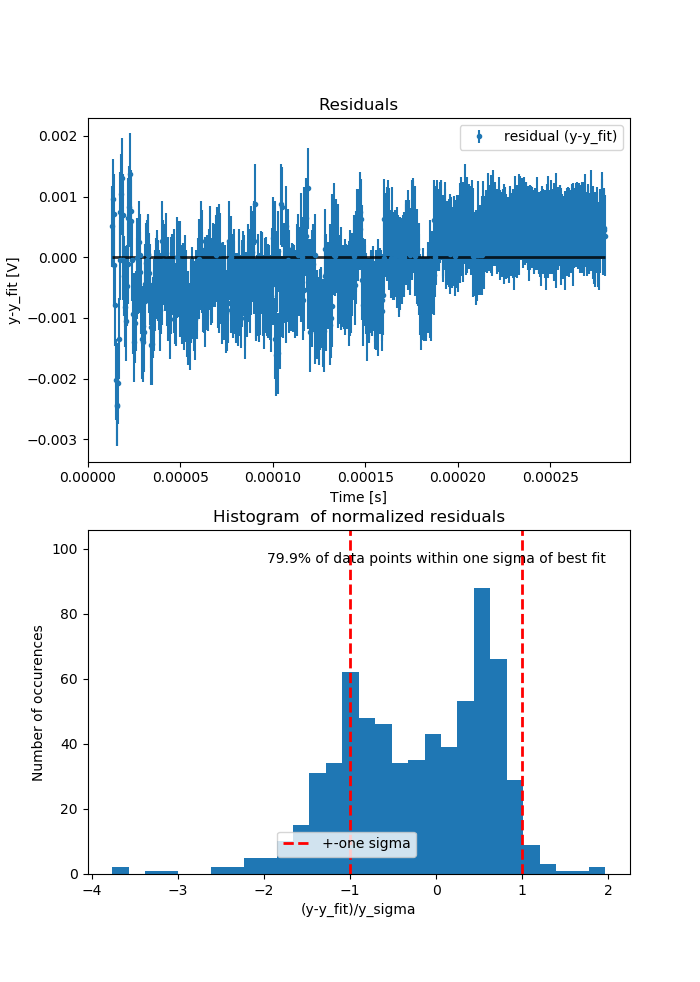 Residuals
residual (y-y_fit)
0.002
0.001
0.000
−0.001
−0.002
−0.003
y-y_fit [V]
0.00000 0.00005 0.00010 0.00015 0.00020 0.00025
Time [s]
Histogram  of normalized residuals
79.9% of data points within one sigma of best fit
100
80
60
40
20
0
Number of occurences
+-one sigma
−4 −3 −2 −1 0 1 2
(y-y_fit)/y_sigma